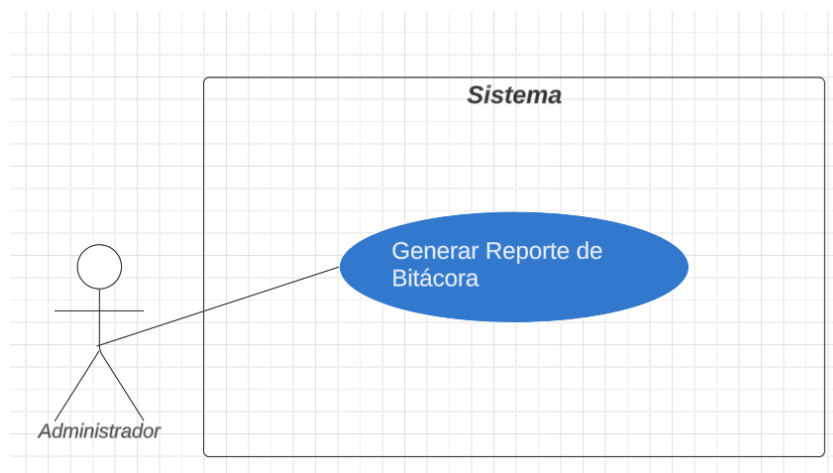 Sistema
Generar Reporte de
Bitácora
Administrador